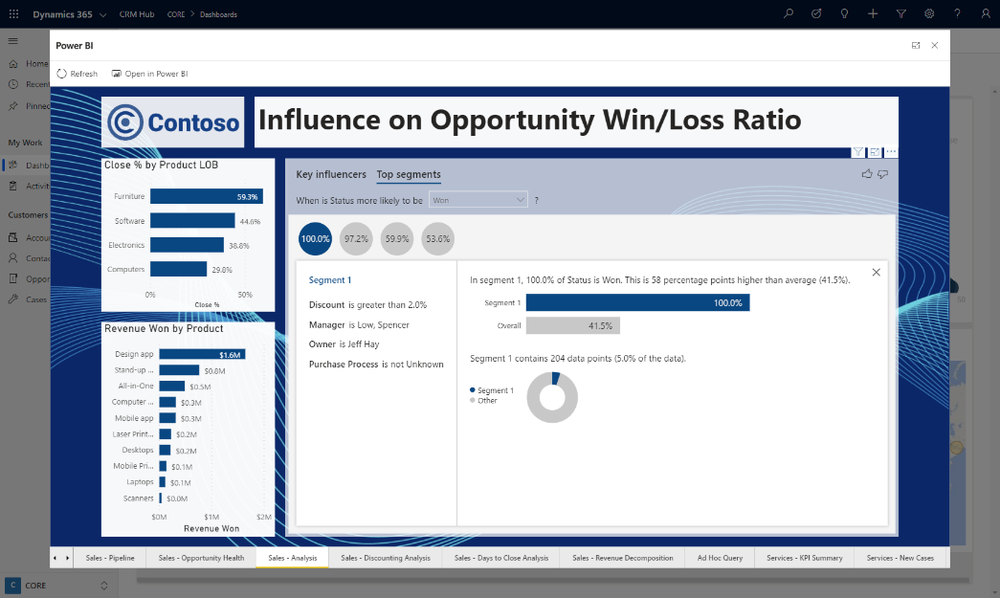 Dynamics 365
CRM Hub
CORE
Dashboards
Home
Recen
Pinned
My Work
Dashb
Activit
Customers
Accou
Contac
Oppor
Cases
C
CORE
Power BI
Refresh
Open in Power BI
Contoso
Influence on Opportunity Win/Loss Ratio
Close % by Product LOB
Furniture 59.3%
Software 44.6%
Electronics 38.8%
Computers 29.8%
0% 50%
Close %
Revenue Won by Product
Design app $1.6M
Stand-up ... $0.8M
All-in-One $0.5M
Computer ... $0.3M
Mobile app $0.3M
Laser Print... $0.2M
Desktops $0.2M
Mobile Pri... $0.1M
Laptops $0.1M
Scanners $0.0M
$0M $1M $2M
Revenue Won
Key influencers Top segments
When is Status more likely to be Won ?
100.0% 97.2% 59.9% 53.6%
Segment 1
Discount is greater than 2.0%
Manager is Low, Spencer
Owner is Jeff Hay
Purchase Process is not Unknown
In segment 1, 100.0% of Status is Won. This is 58 percentage points higher than average (41.5%).
Segment 1 100.0%
Overall 41.5%
Segment 1 contains 204 data points (5.0% of the data).
Segment 1
Other
Sales - Pipeline
Sales - Opportunity Health
Sales - Analysis
Sales - Discounting Analysis
Sales - Days to Close Analysis
Sales - Revenue Decomposition
Ad Hoc Query
Services - KPI Summary
Services - New Cases